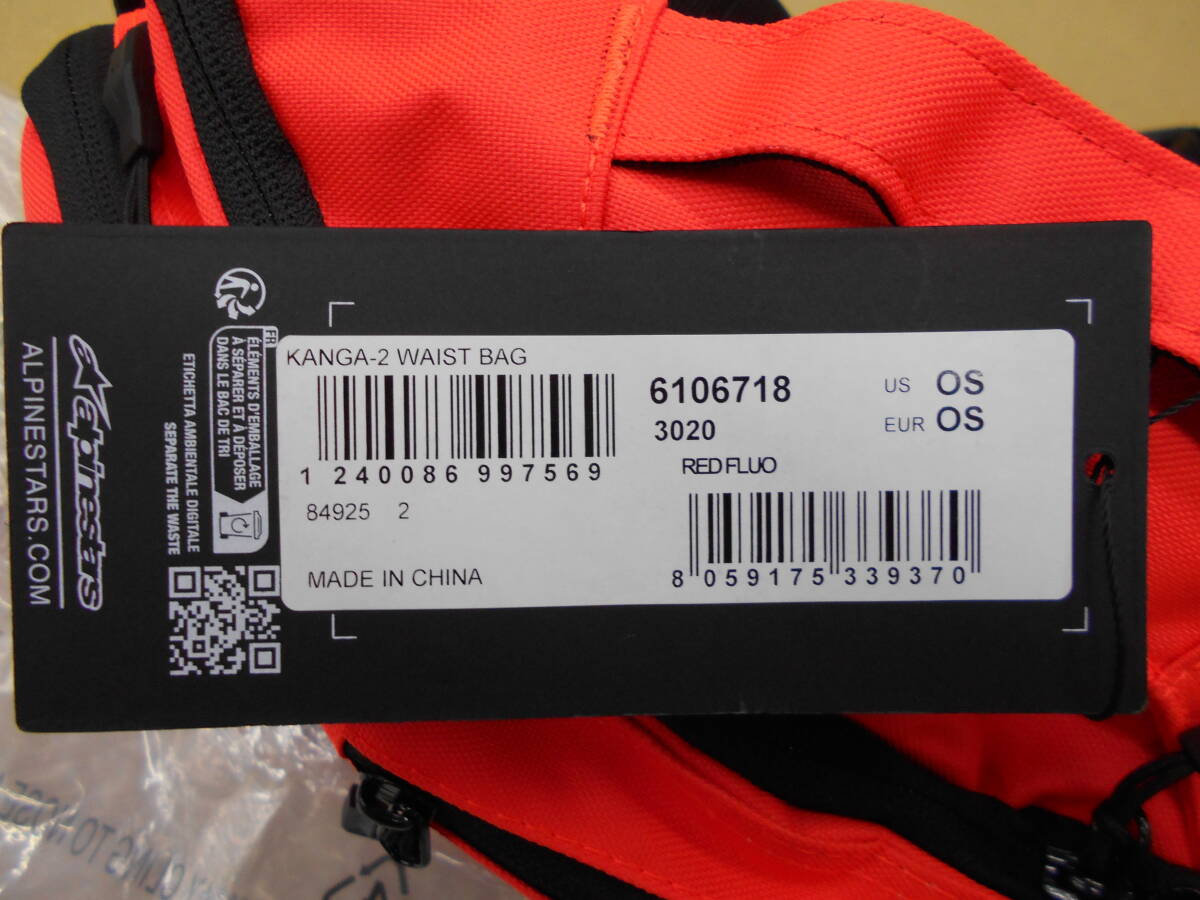 KANGA-2 WAIST BAG
1 240086 997569
84925 2
MADE IN CHINA
6106718
3020
RED FLUO
US OS
EUR OS
8 059175 339370
FR
ÉLÉMENTS D'EMBALLAGE
À SÉPARER ET À DÉPOSER
DANS LE BAC DE TRI
ETICHETTA AMBIENTALE DIGITALE
SEPARATE THE WASTE
alpinestars
ALPINESTARS.COM